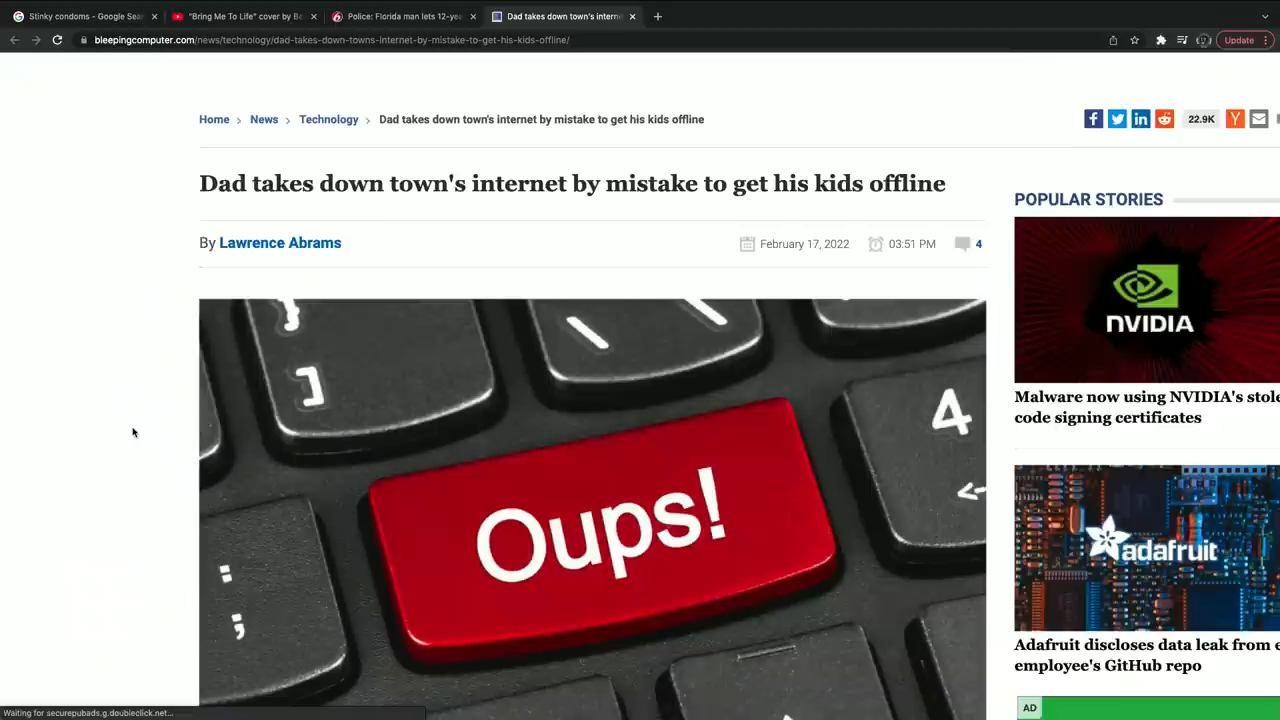 Stinky condoms - Google Sear
"Bring Me To Life" cover by B
Police: Florida man lets 12-yea
Dad takes down town's interne
bleepingcomputer.com/news/technology/dad-takes-down-towns-internet-by-mistake-to-get-his-kids-offline/
Update
Home > News > Technology > Dad takes down town's internet by mistake to get his kids offline
22.9K
Dad takes down town's internet by mistake to get his kids offline
By Lawrence Abrams
February 17, 2022
03:51 PM
4
POPULAR STORIES
NVIDIA
Malware now using NVIDIA's stole
code signing certificates
}
]
\
4
Oups!
:
;
adafruit
Adafruit discloses data leak from e
employee's GitHub repo
AD
Waiting for securepubads.g.doubleclick.net...